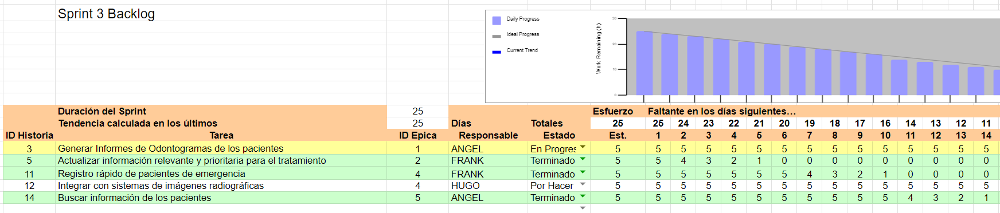 Sprint 3 Backlog
Daily Progress
Ideal Progress
Current Trend
Work Remaining (h)
30
20
10
0
Duración del Sprint 25 Esfuerzo Faltante en los días siguientes...
Tendencia calculada en los últimos 25 Días Totales 25 25 24 23 22 21 20 19 18 17 16 14 13 12 11
ID Historia Tarea ID Epica Responsable Estado Est. 1 2 3 4 5 6 7 8 9 10 11 12 13 14
3 Generar Informes de Odontogramas de los pacientes 1 ANGEL En Progres 5 5 5 5 5 5 5 5 5 5 5 5 5 5 5
5 Actualizar información relevante y prioritaria para el tratamiento 2 FRANK Terminado 5 5 4 3 2 1 0 0 0 0 0 0 0 0 0
11 Registro rápido de pacientes de emergencia 4 FRANK Terminado 5 5 5 5 5 5 5 4 3 2 1 0 0 0 0
12 Integrar con sistemas de imágenes radiográficas 4 HUGO Por Hacer 5 5 5 5 5 5 5 5 5 5 5 5 5 5 5
14 Buscar información de los pacientes 5 ANGEL Terminado 5 5 5 5 5 5 5 5 5 5 5 4 3 2 1